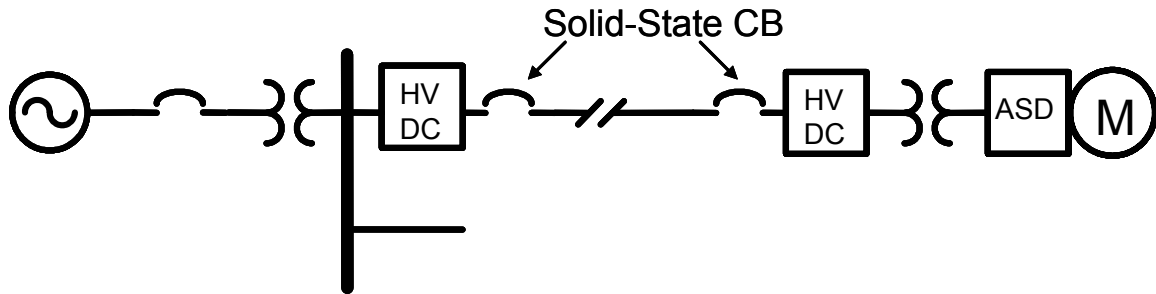 Solid-State CB
HV
DC
HV
DC
ASD
M